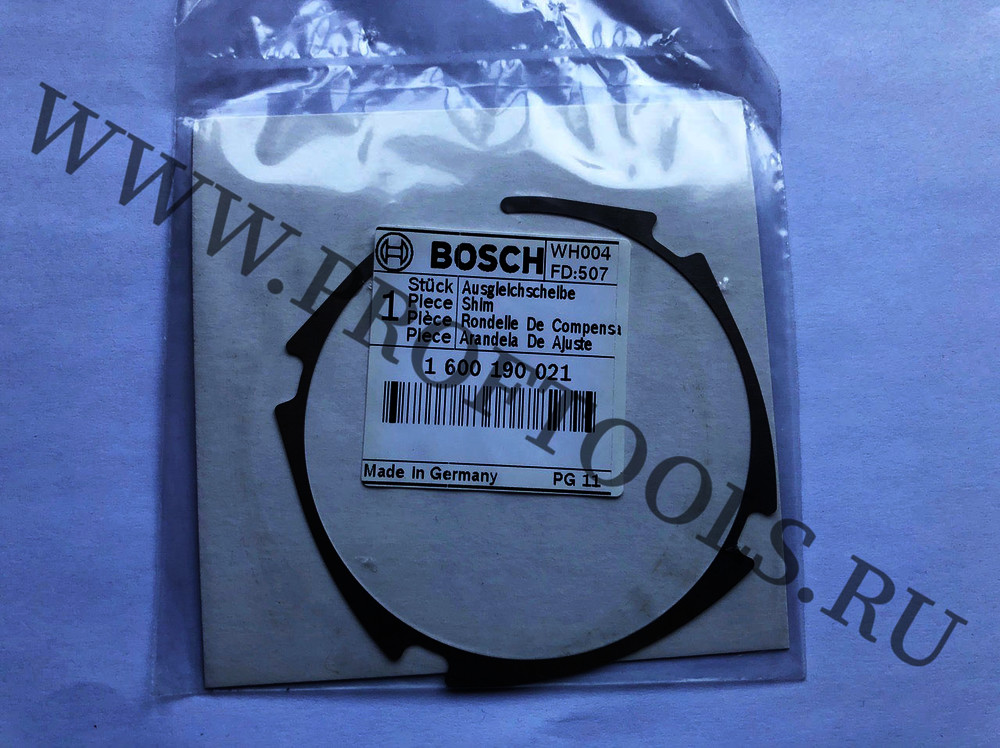 BOSCH
WH004
FD:507
1
Stück Ausgleichscheibe
Piece Shim
Pièce Rondelle De Compensa
Piece Arandela De Ajuste
1 600 190 021
Made In Germany PG 11
WWW.PROFTOOLS.RU